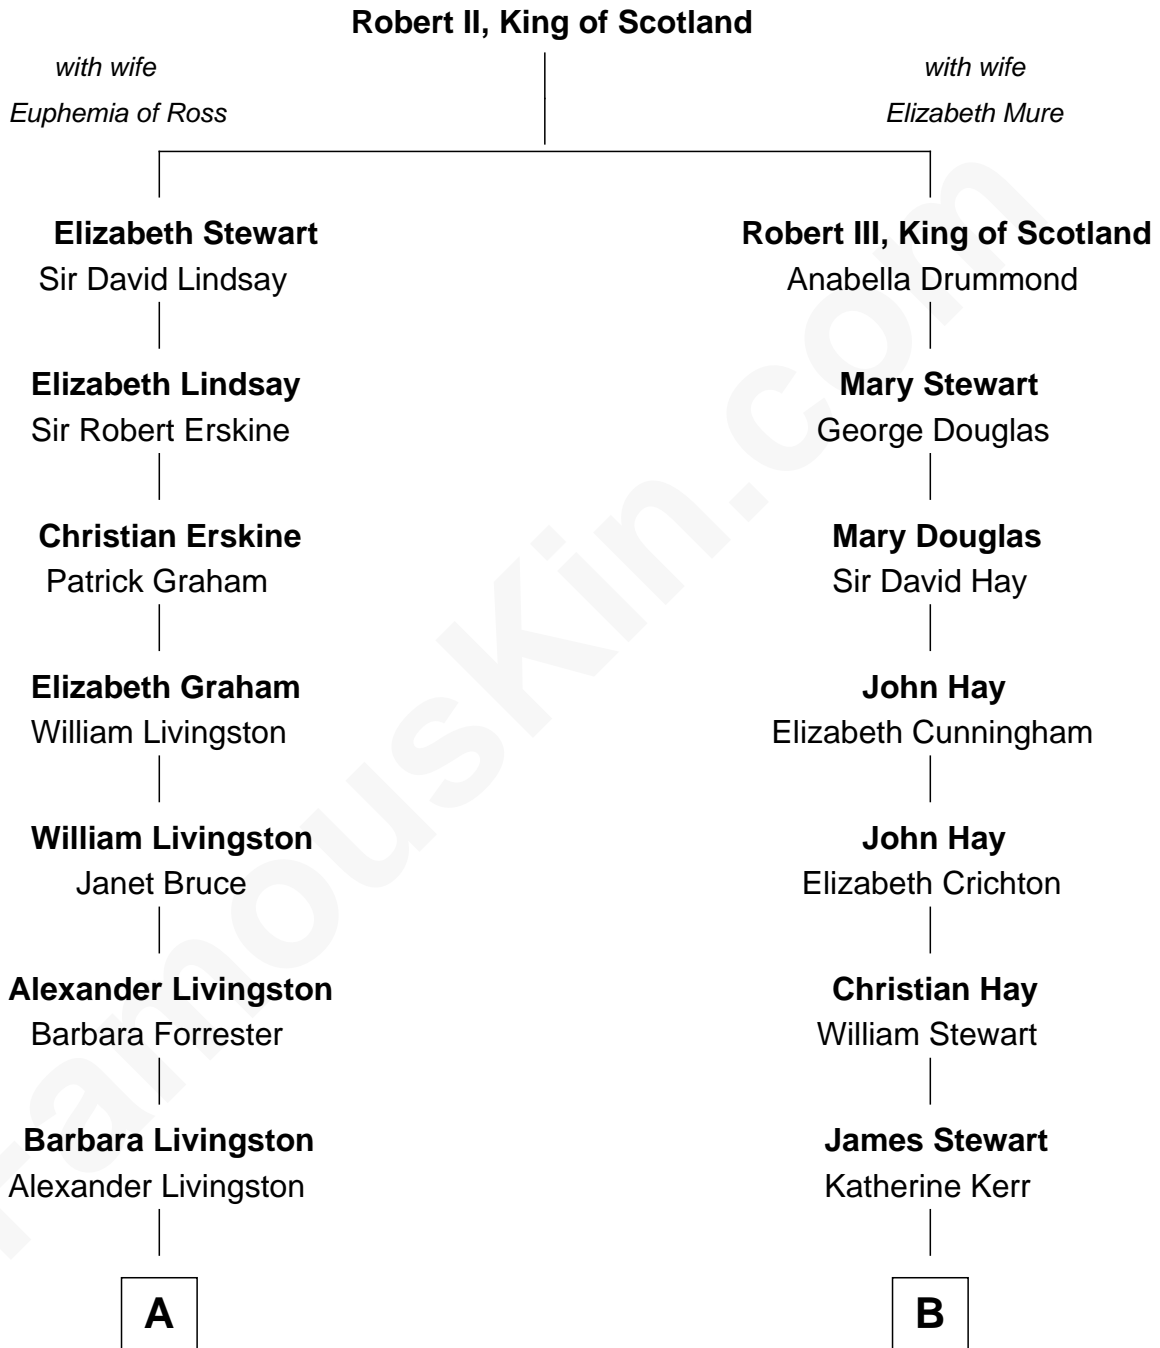 Robert II, King of Scotland
with wife
Euphemia of Ross
with wife
Elizabeth Mure
Elizabeth Stewart
Sir David Lindsay
Robert III, King of Scotland
Anabella Drummond
Elizabeth Lindsay
Sir Robert Erskine
Mary Stewart
George Douglas
Christian Erskine
Patrick Graham
Mary Douglas
Sir David Hay
Elizabeth Graham
William Livingston
John Hay
Elizabeth Cunningham
William Livingston
Janet Bruce
John Hay
Elizabeth Crichton
Alexander Livingston
Barbara Forrester
Christian Hay
William Stewart
Barbara Livingston
Alexander Livingston
James Stewart
Katherine Kerr
A
B
FamousKin.com